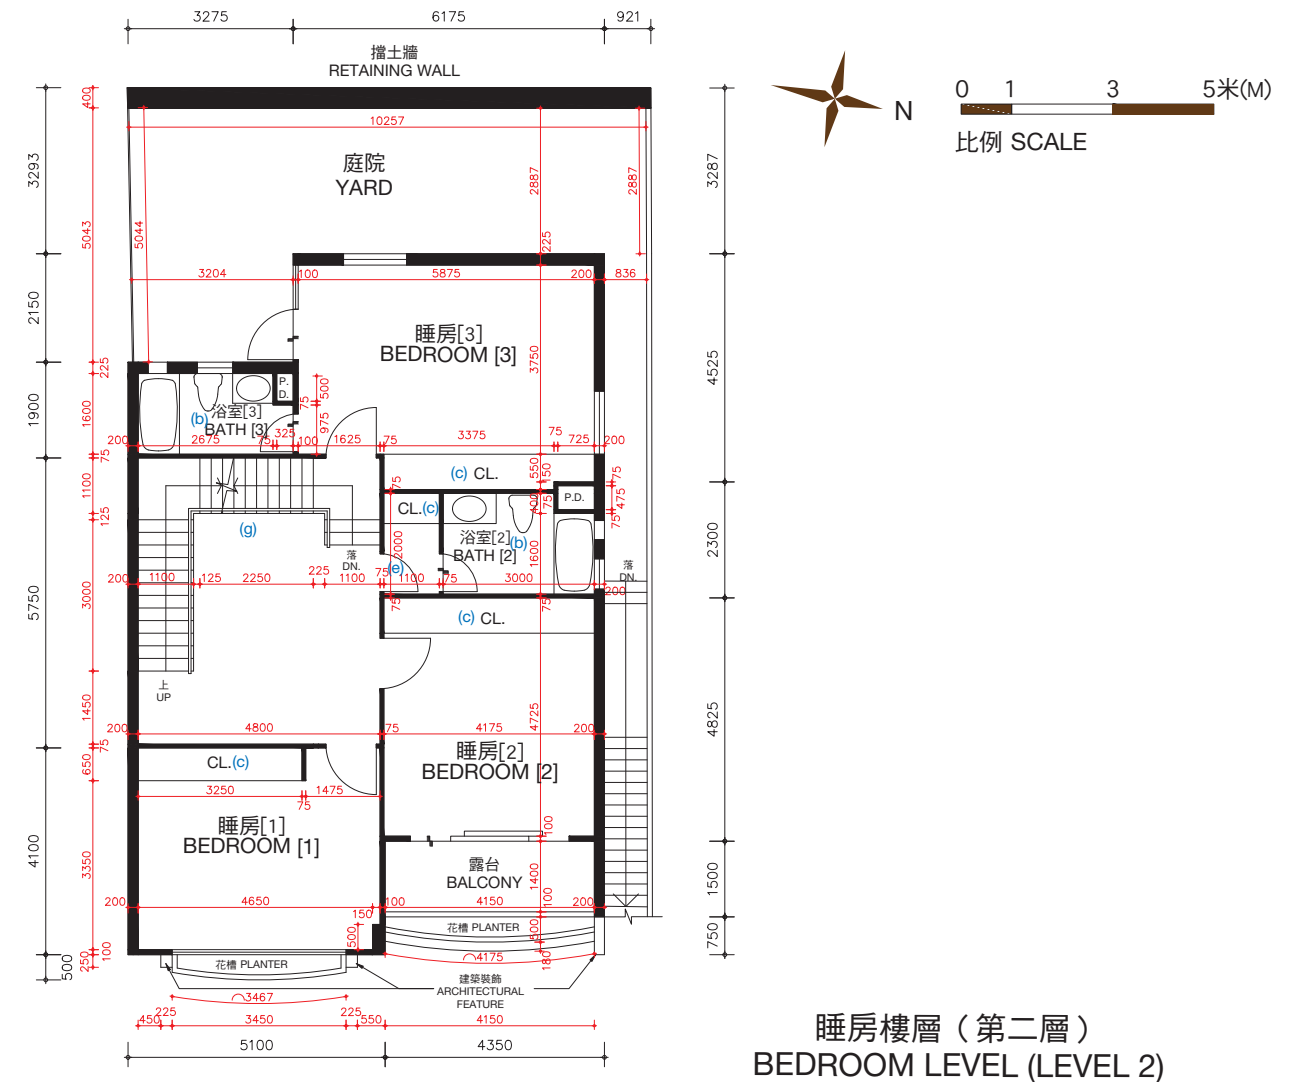 3275
6175
921
擋土牆
RETAINING WALL
N
0 1 3 5米(M)
比例 SCALE
400
10257
3293
5043
5044
庭院
YARD
2887
2887
3287
225
3204
100
5875
200
836
2150
睡房[3]
BEDROOM [3]
3750
4525
225
P.
D.
500
75
975
1900
1600
(b)
浴室[3]
BATH [3]
200
2675
75
325
100
1625
75
3375
75
725
200
75
(c) CL.
550
150
75
1100
75
CL.(c)
400
75
P.D.
475
75
125
(g)
浴室[2]
(b)
BATH [2]
2000
1600
2300
落
DN.
(e)
落
DN.
200
1100
125
2250
225
1100
75
1100
75
3000
200
3000
5750
75
75
(c) CL.
上
UP
1450
4725
4825
200
4800
75
4175
200
75
650
CL.(c)
睡房[2]
BEDROOM [2]
3250
1475
75
睡房[1]
BEDROOM [1]
100
4100
3350
露台
BALCONY
1400
1500
200
4650
150
100
4150
100
200
500
花槽 PLANTER
500
750
100
250
500
花槽 PLANTER
4175
180
建築裝飾
ARCHITECTURAL
FEATURE
3467
225
225
450
3450
550
4150
5100
4350
睡房樓層（第二層）
BEDROOM LEVEL (LEVEL 2)